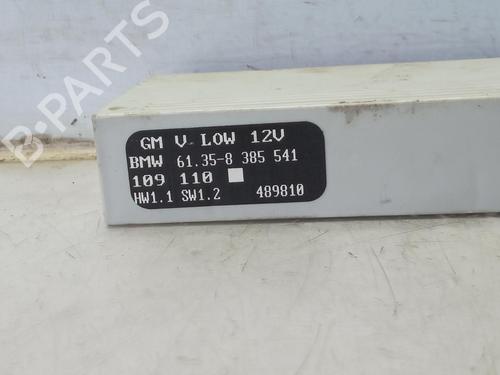 B-PARTS
GM V LOW 12V
BMW 61.35-8 385 541
109 110
HW1.1 SW1.2 489810